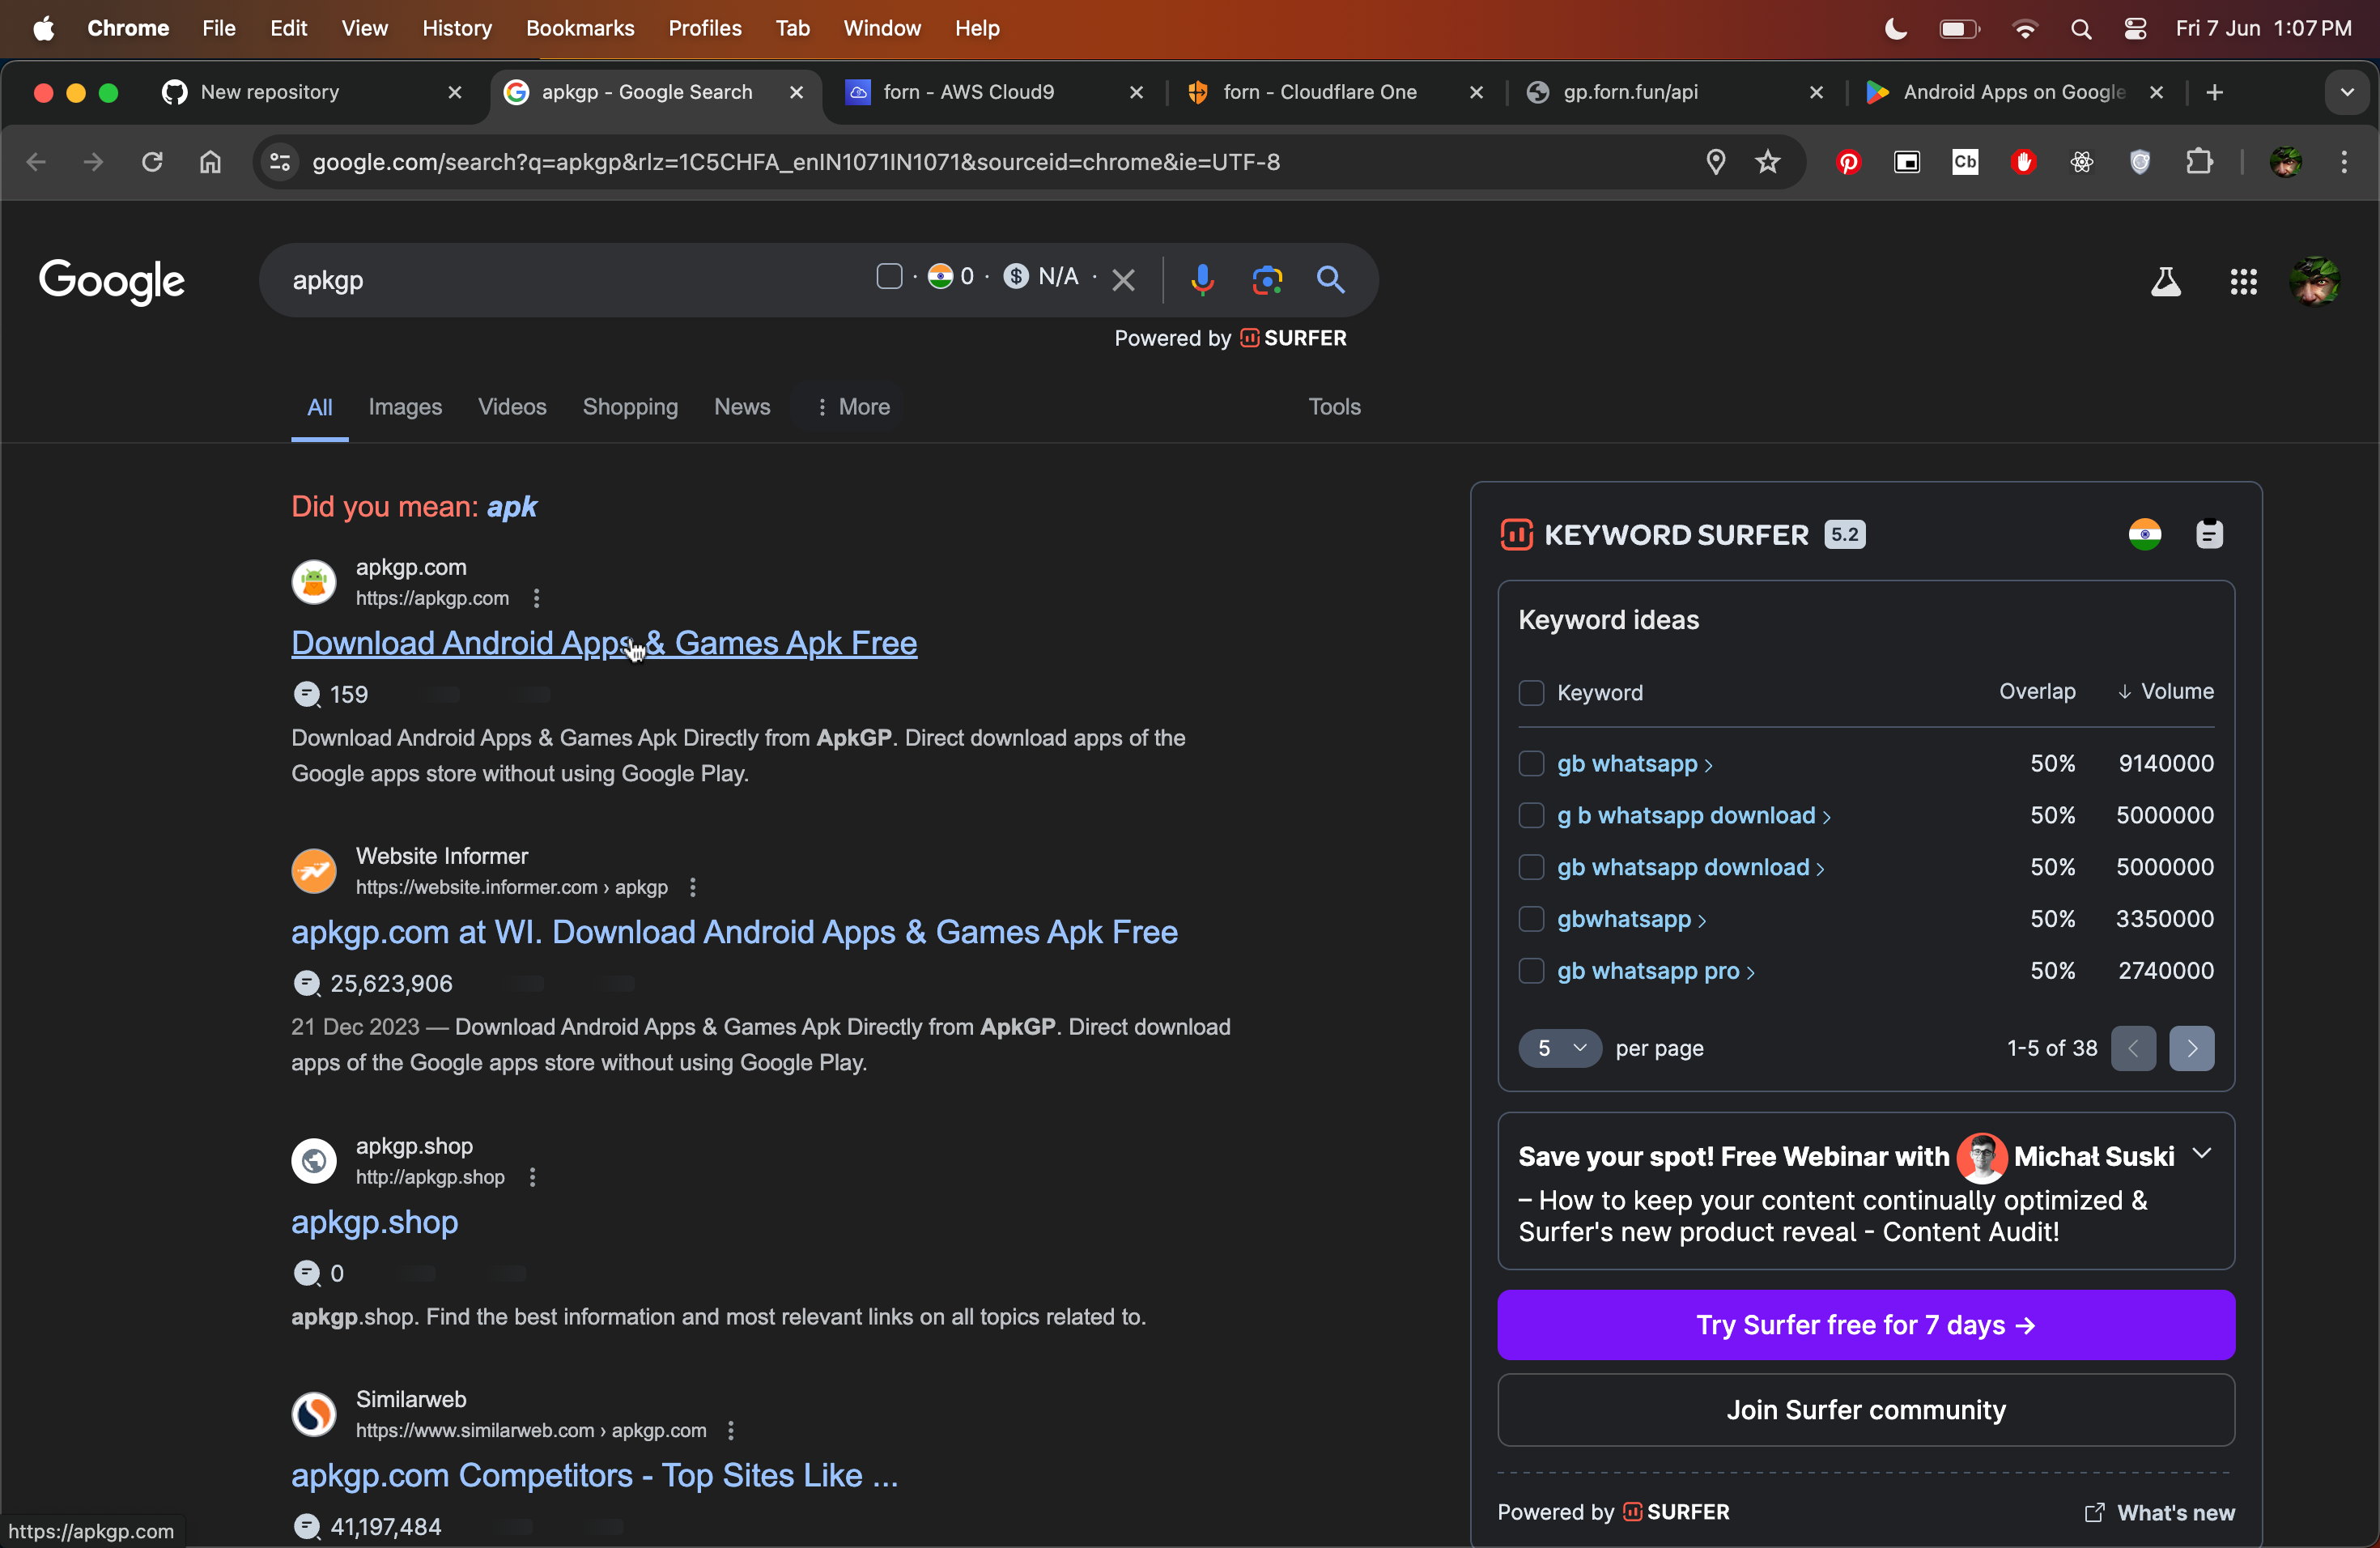 Chrome File Edit View History Bookmarks Profiles Tab Window Help Fri 7 Jun 1:07 PM
New repository
apkgp - Google Search
forn - AWS Cloud9
forn - Cloudflare One
gp.forn.fun/api
Android Apps on Google
google.com/search?q=apkgp&rlz=1C5CHFA_enIN1071IN1071&sourceid=chrome&ie=UTF-8
Cb
Google
apkgp
· 0 · N/A ·
Powered by SURFER
All Images Videos Shopping News More Tools
Did you mean: apk
apkgp.com
https://apkgp.com
Download Android Apps & Games Apk Free
159
Download Android Apps & Games Apk Directly from ApkGP. Direct download apps of the
Google apps store without using Google Play.
Website Informer
https://website.informer.com › apkgp
apkgp.com at WI. Download Android Apps & Games Apk Free
25,623,906
21 Dec 2023 — Download Android Apps & Games Apk Directly from ApkGP. Direct download
apps of the Google apps store without using Google Play.
apkgp.shop
http://apkgp.shop
apkgp.shop
0
apkgp.shop. Find the best information and most relevant links on all topics related to.
Similarweb
https://www.similarweb.com › apkgp.com
apkgp.com Competitors - Top Sites Like ...
41,197,484
https://apkgp.com
KEYWORD SURFER 5.2
Keyword ideas
Keyword Overlap ↓ Volume
gb whatsapp › 50% 9140000
g b whatsapp download › 50% 5000000
gb whatsapp download › 50% 5000000
gbwhatsapp › 50% 3350000
gb whatsapp pro › 50% 2740000
5 per page 1-5 of 38
Save your spot! Free Webinar with Michał Suski
– How to keep your content continually optimized &
Surfer's new product reveal - Content Audit!
Try Surfer free for 7 days →
Join Surfer community
Powered by SURFER What's new